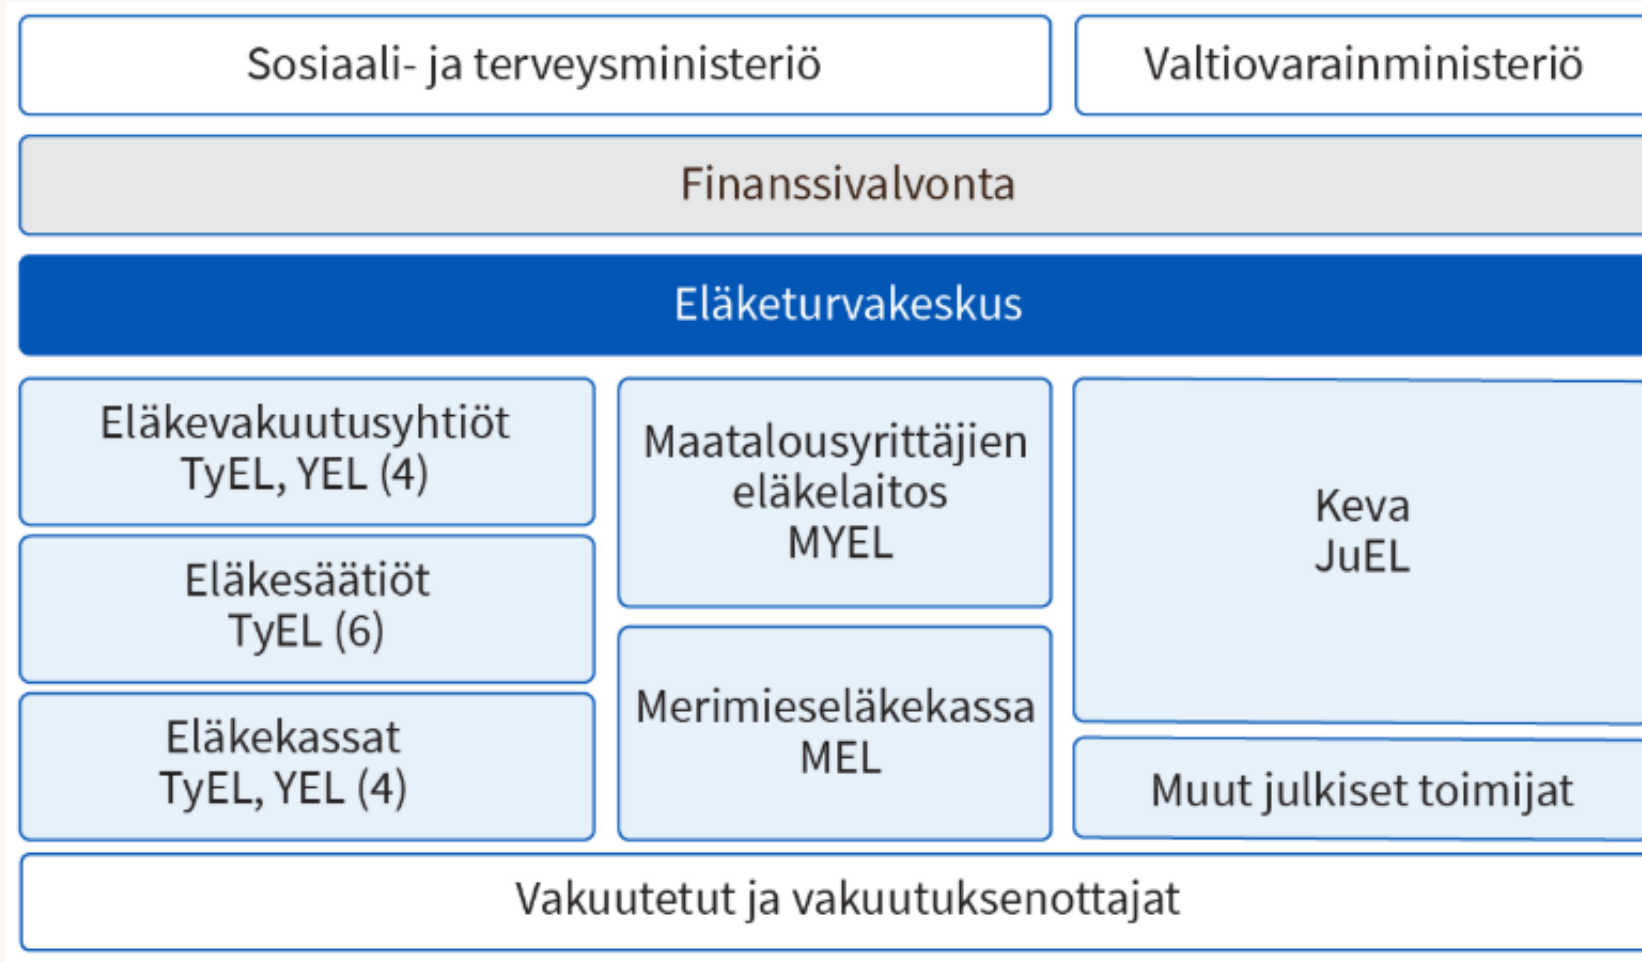 Sosiaali- ja terveysministeriö
Valtiovarainministeriö
Finanssivalvonta
Eläketurvakeskus
Eläkevakuutusyhtiöt
TyEL, YEL (4)
Eläkesäätiöt
TyEL (6)
Eläkekassat
TyEL, YEL (4)
Maatalousyrittäjien
eläkelaitos
MYEL
Merimieseläkekassa
MEL
Keva
JuEL
Muut julkiset toimijat
Vakuutetut ja vakuutuksenottajat